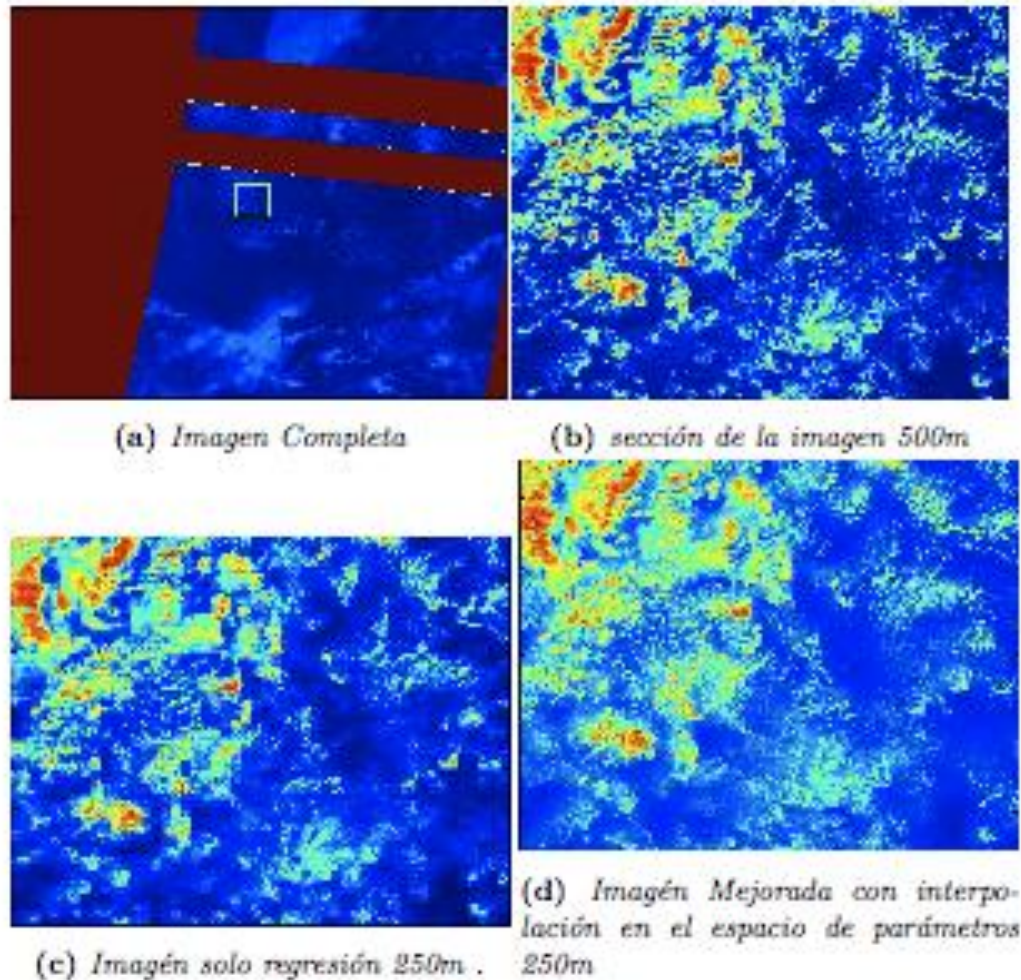 (a) Imagen Completa
(b) sección de la imagen 500m
(c) Imagén solo regresión 250m .
(d) Imagén Mejorada con interpo-
lación en el espacio de parámetros
250m